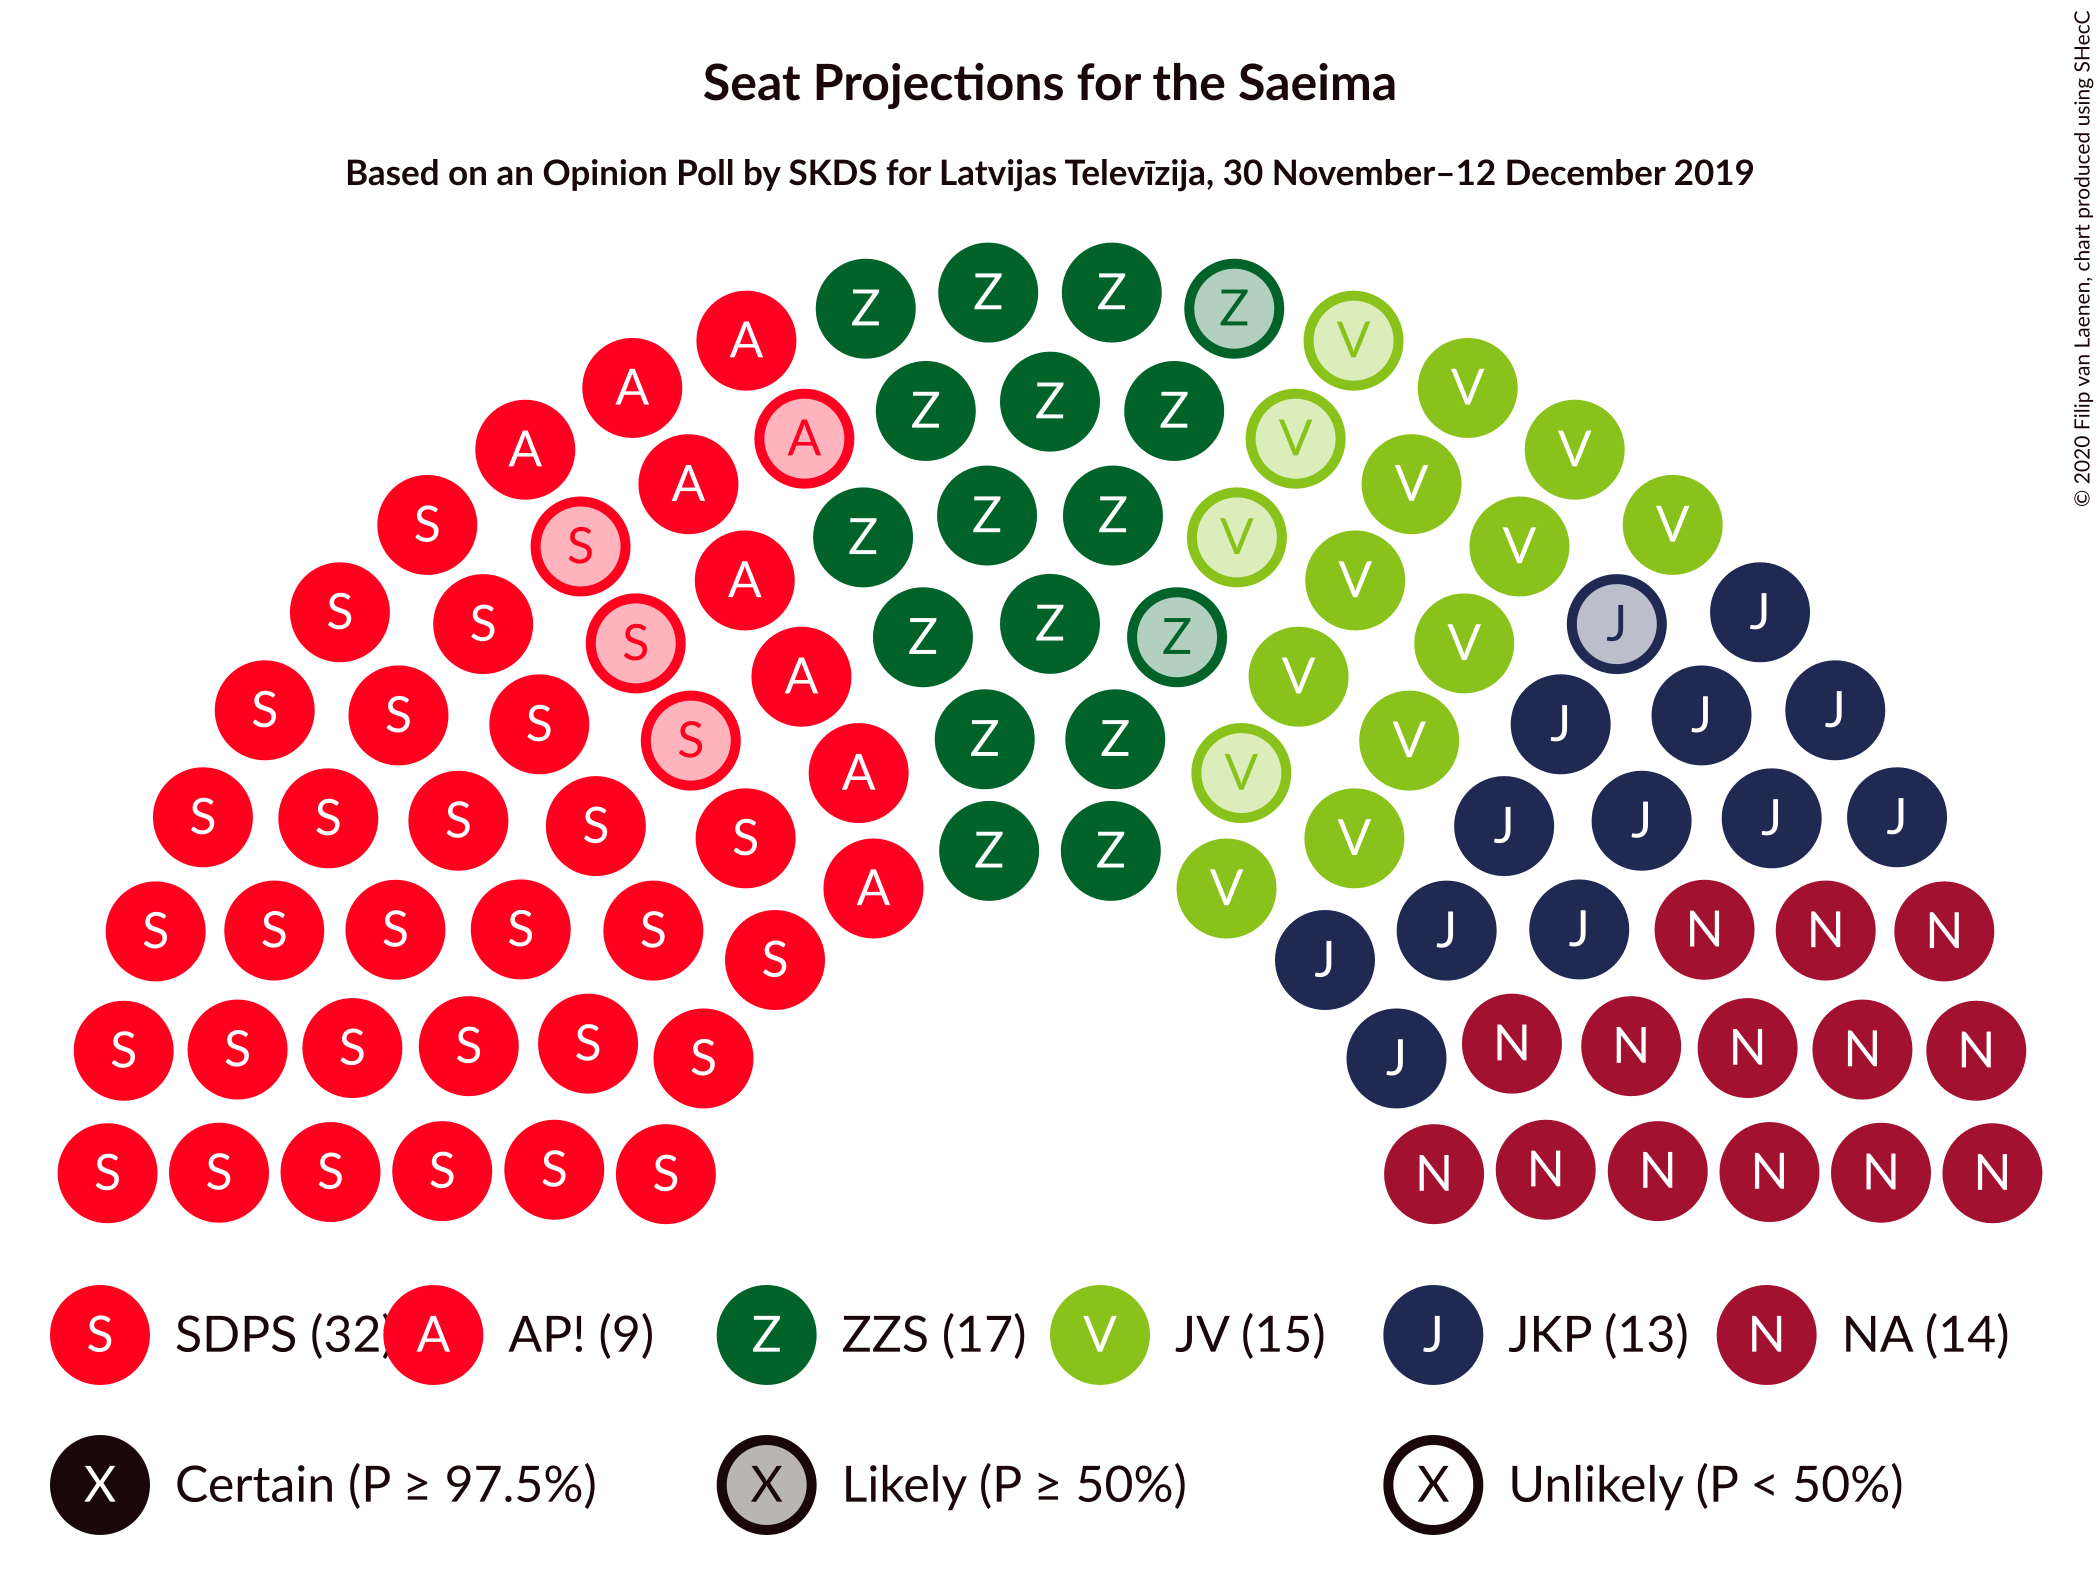 Seat Projections for the Saeima
Based on an Opinion Poll by SKDS for Latvijas Televīzija, 30 November–12 December 2019
© 2020 Filip van Laenen, chart produced using SHecC
Z Z Z Z
A Z Z Z V V
A A Z Z Z V V V
A A Z Z Z V V V
S S A A Z Z V V V V
S S S A Z Z V V V J J
S S S S A A V V V J J J
S S S S S J J J J
S S S S S S J J J N N N
S S S S S S J N N N N N
S S S S S S N N N N N N
S SDPS (32) A AP! (9) Z ZZS (17) V JV (15) J JKP (13) N NA (14)
X Certain (P ≥ 97.5%) X Likely (P ≥ 50%) X Unlikely (P < 50%)